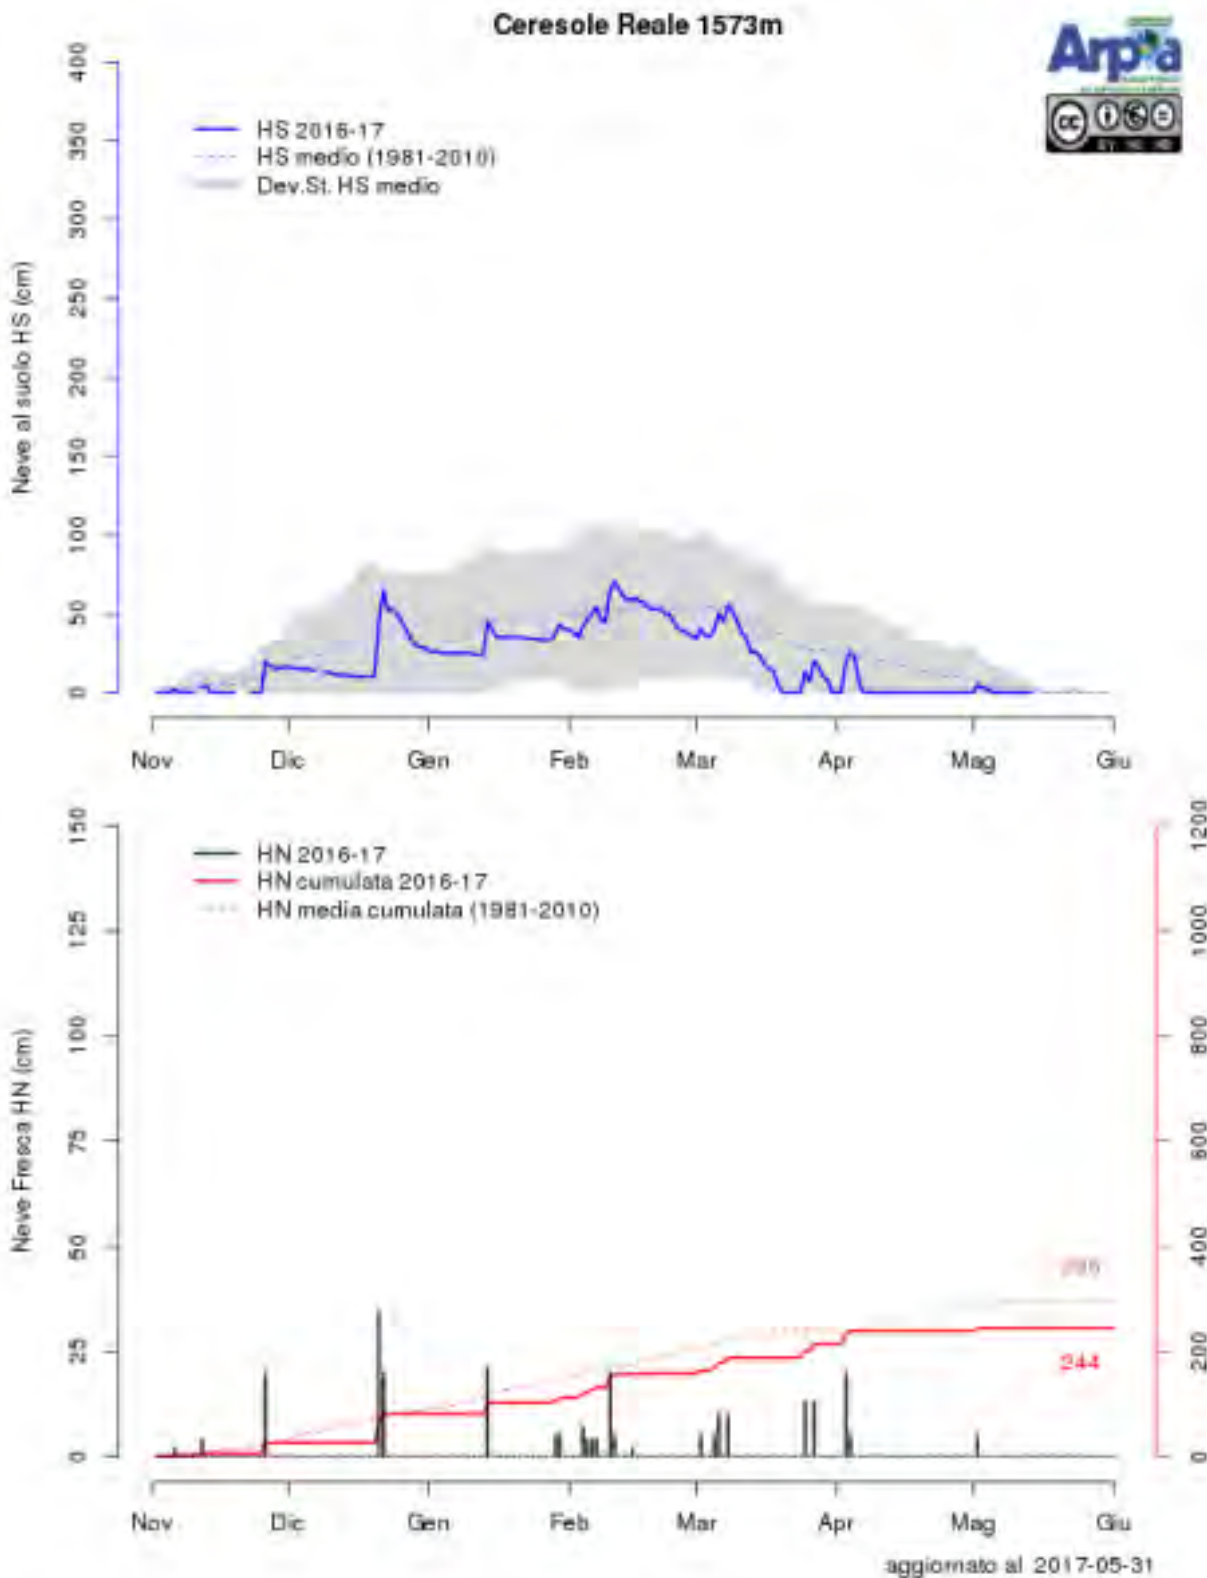 Ceresole Reale 1573m
Arpa
cc
400
350
300
250
200
150
100
50
0
Neve al suolo HS (cm)
HS 2016-17
HS medio (1981-2010)
Dev.St. HS medio
Nov Dic Gen Feb Mar Apr Mag Giu
150
125
100
75
50
25
0
Neve Fresca HN (cm)
HN 2016-17
HN cumulata 2016-17
HN media cumulata (1981-2010)
1200
1000
800
600
400
200
0
244
Nov Dic Gen Feb Mar Apr Mag Giu
aggiornato al 2017-05-31